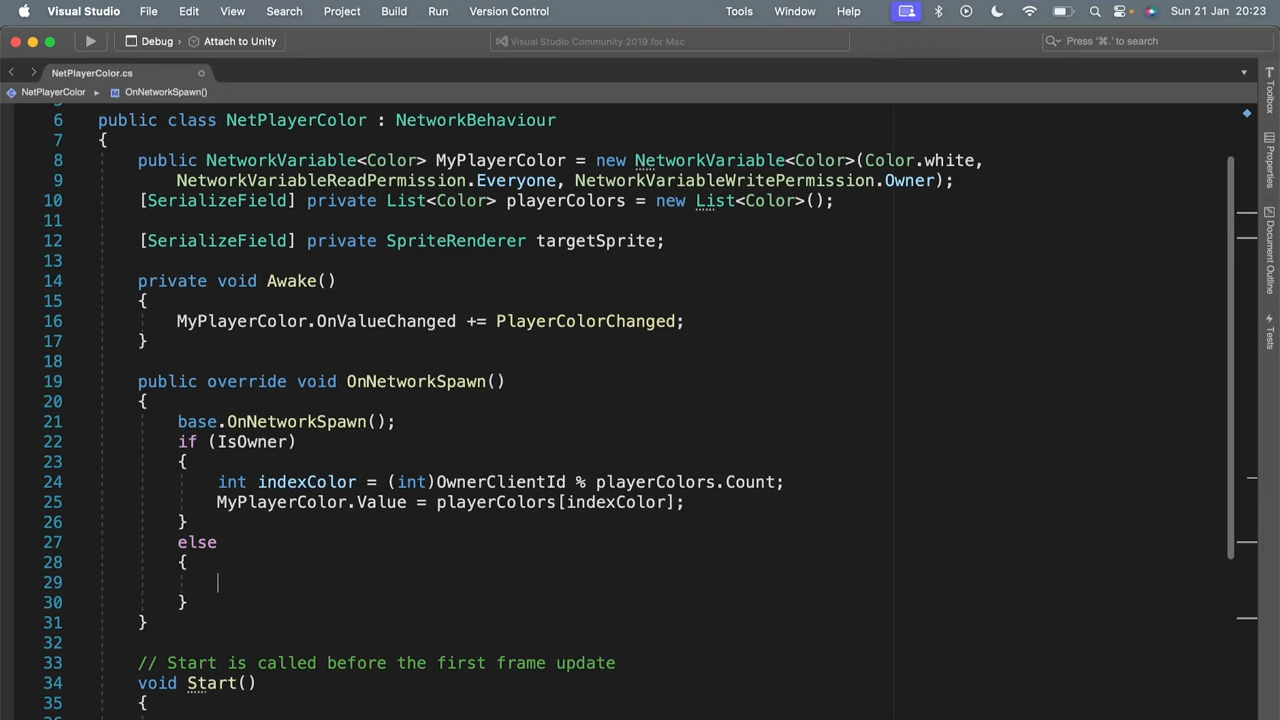 Visual Studio File Edit View Search Project Build Run Version Control Tools Window Help Sun 21 Jan 20:23
Debug › Attach to Unity Visual Studio Community 2019 for Mac Press '⌘.' to search
NetPlayerColor.cs
NetPlayerColor ▸ OnNetworkSpawn()
6 public class NetPlayerColor : NetworkBehaviour
7 {
8 public NetworkVariable<Color> MyPlayerColor = new NetworkVariable<Color>(Color.white,
9 NetworkVariableReadPermission.Everyone, NetworkVariableWritePermission.Owner);
10 [SerializeField] private List<Color> playerColors = new List<Color>();
11
12 [SerializeField] private SpriteRenderer targetSprite;
13
14 private void Awake()
15 {
16 MyPlayerColor.OnValueChanged += PlayerColorChanged;
17 }
18
19 public override void OnNetworkSpawn()
20 {
21 base.OnNetworkSpawn();
22 if (IsOwner)
23 {
24 int indexColor = (int)OwnerClientId % playerColors.Count;
25 MyPlayerColor.Value = playerColors[indexColor];
26 }
27 else
28 {
29
30 }
31 }
32
33 // Start is called before the first frame update
34 void Start()
35 {
Toolbox
Properties
Document Outline
Tests